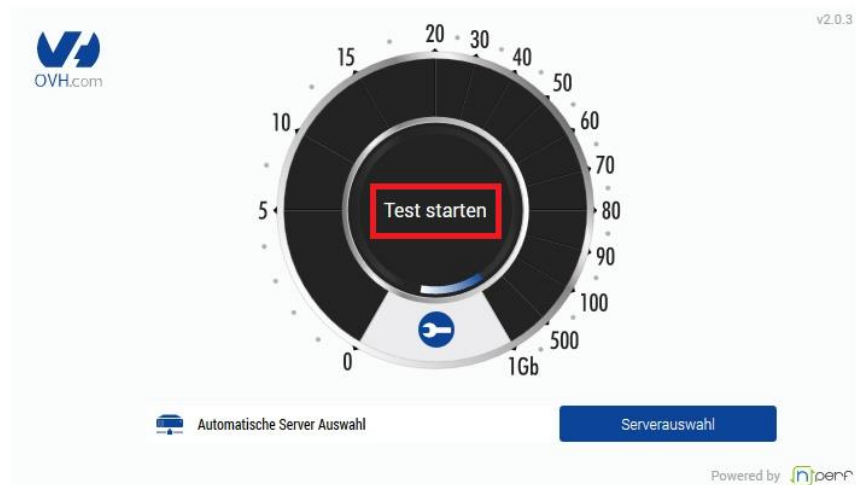 v2.0.3
OVH.com
20
30
15
40
50
10
60
70
5
80
90
100
500
0
1Gb
Test starten
Automatische Server Auswahl
Serverauswahl
Powered by nperf